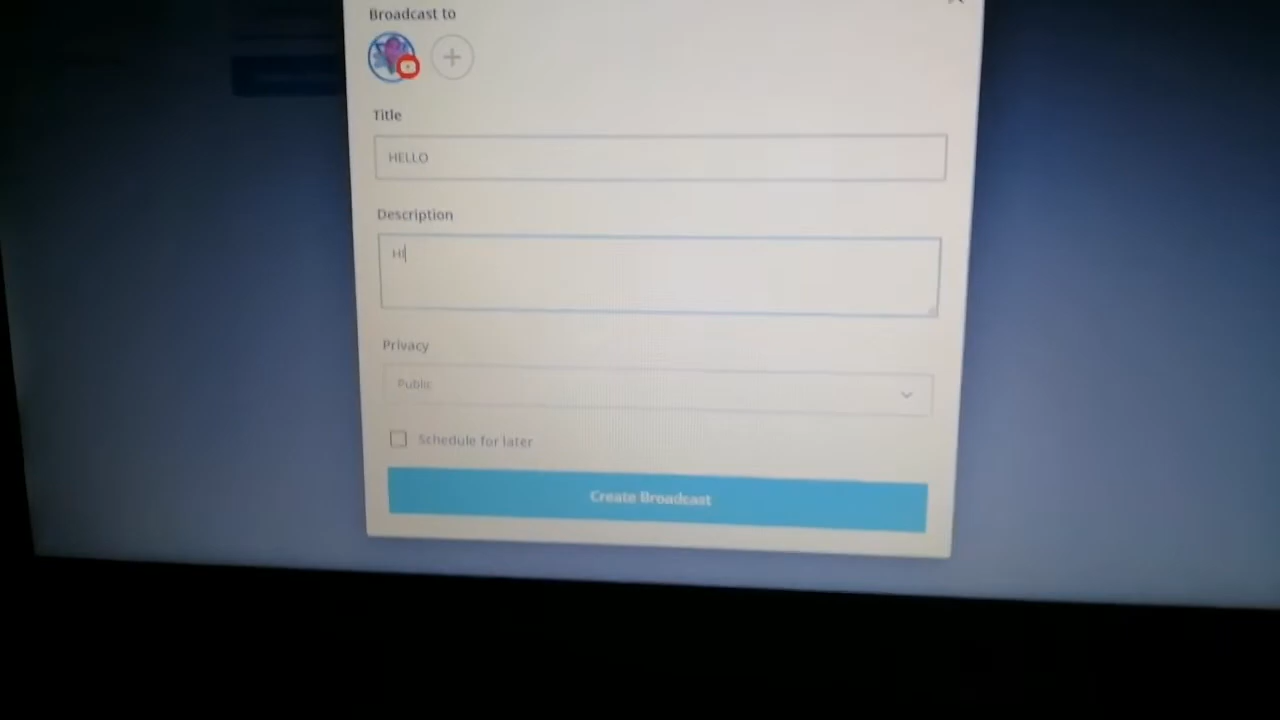 Broadcast to
Title
HELLO
Description
HI
Privacy
Public
Schedule for later
Create Broadcast